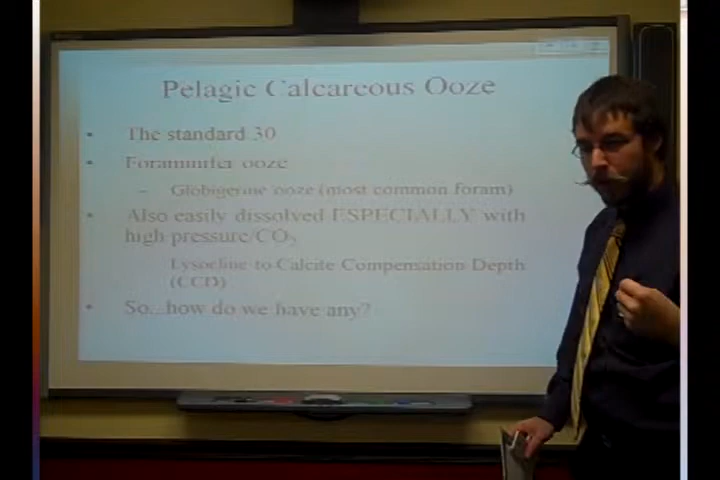 Pelagic Calcareous Ooze
• The standard 30
• Foraminifer ooze
– Globigerine ooze (most common foram)
• Also easily dissolved ESPECIALLY with
high pressure/CO₂
Lysocline to Calcite Compensation Depth
(CCD)
• So...how do we have any?